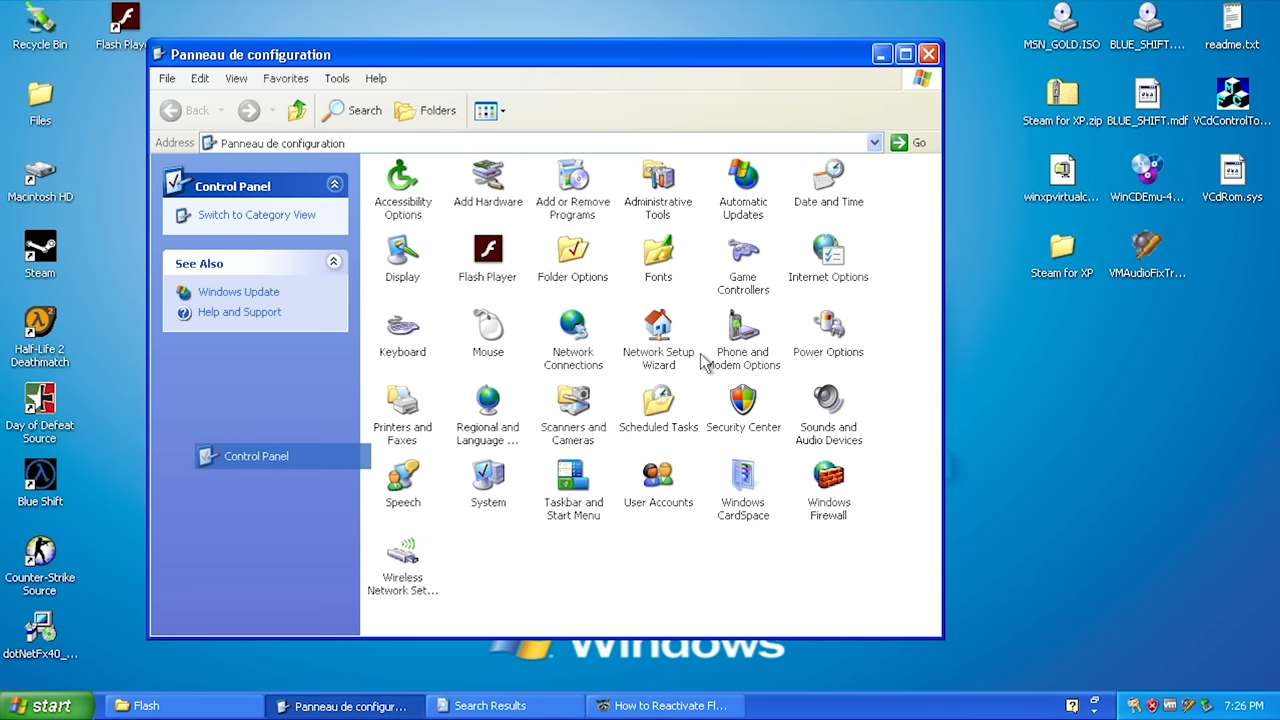 Recycle Bin
Flash Play
Files
Macintosh HD
Steam
Half-Life 2
Deathmatch
Day of Defeat
Source
Blue Shift
Counter-Strike
Source
dotNetFx40_...
Panneau de configuration
File Edit View Favorites Tools Help
Back Search Folders
Address Panneau de configuration Go
Control Panel
Switch to Category View
See Also
Windows Update
Help and Support
Control Panel
Accessibility
Options
Add Hardware
Add or Remove
Programs
Administrative
Tools
Automatic
Updates
Date and Time
Display
Flash Player
Folder Options
Fonts
Game
Controllers
Internet Options
Keyboard
Mouse
Network
Connections
Network Setup
Wizard
Phone and
Modem Options
Power Options
Printers and
Faxes
Regional and
Language ...
Scanners and
Cameras
Scheduled Tasks
Security Center
Sounds and
Audio Devices
Speech
System
Taskbar and
Start Menu
User Accounts
Windows
CardSpace
Windows
Firewall
Wireless
Network Set...
MSN_GOLD.ISO
BLUE_SHIFT....
readme.txt
Steam for XP.zip
BLUE_SHIFT.mdf
VCdControlTo...
winxpvirtualc...
WinCDEmu-4...
VCdRom.sys
Steam for XP
VMAudioFixTr...
Windows
start
Flash
Panneau de configur...
Search Results
How to Reactivate Fl...
7:26 PM